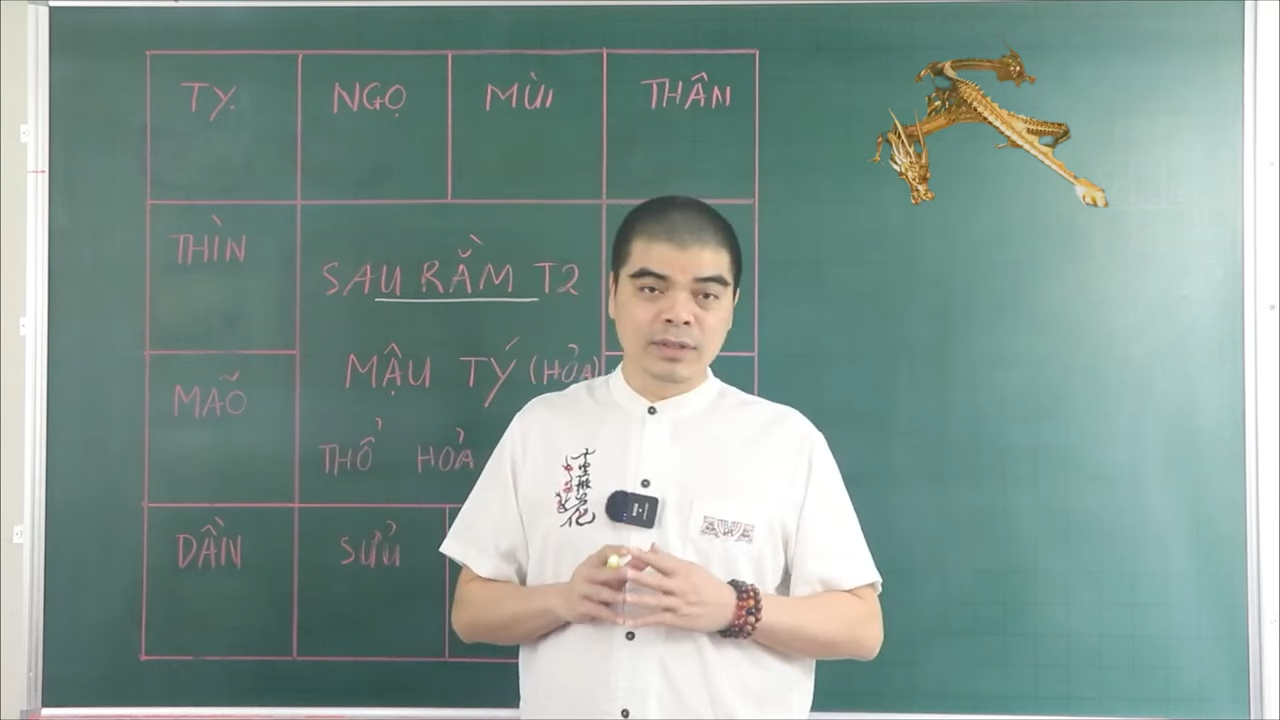 TỴ NGỌ MÙI THÂN
THÌN
SAU RẰM T2
MẬU TÝ (HỎA)
MÃO
THỔ HỎA
DẦN SỬU